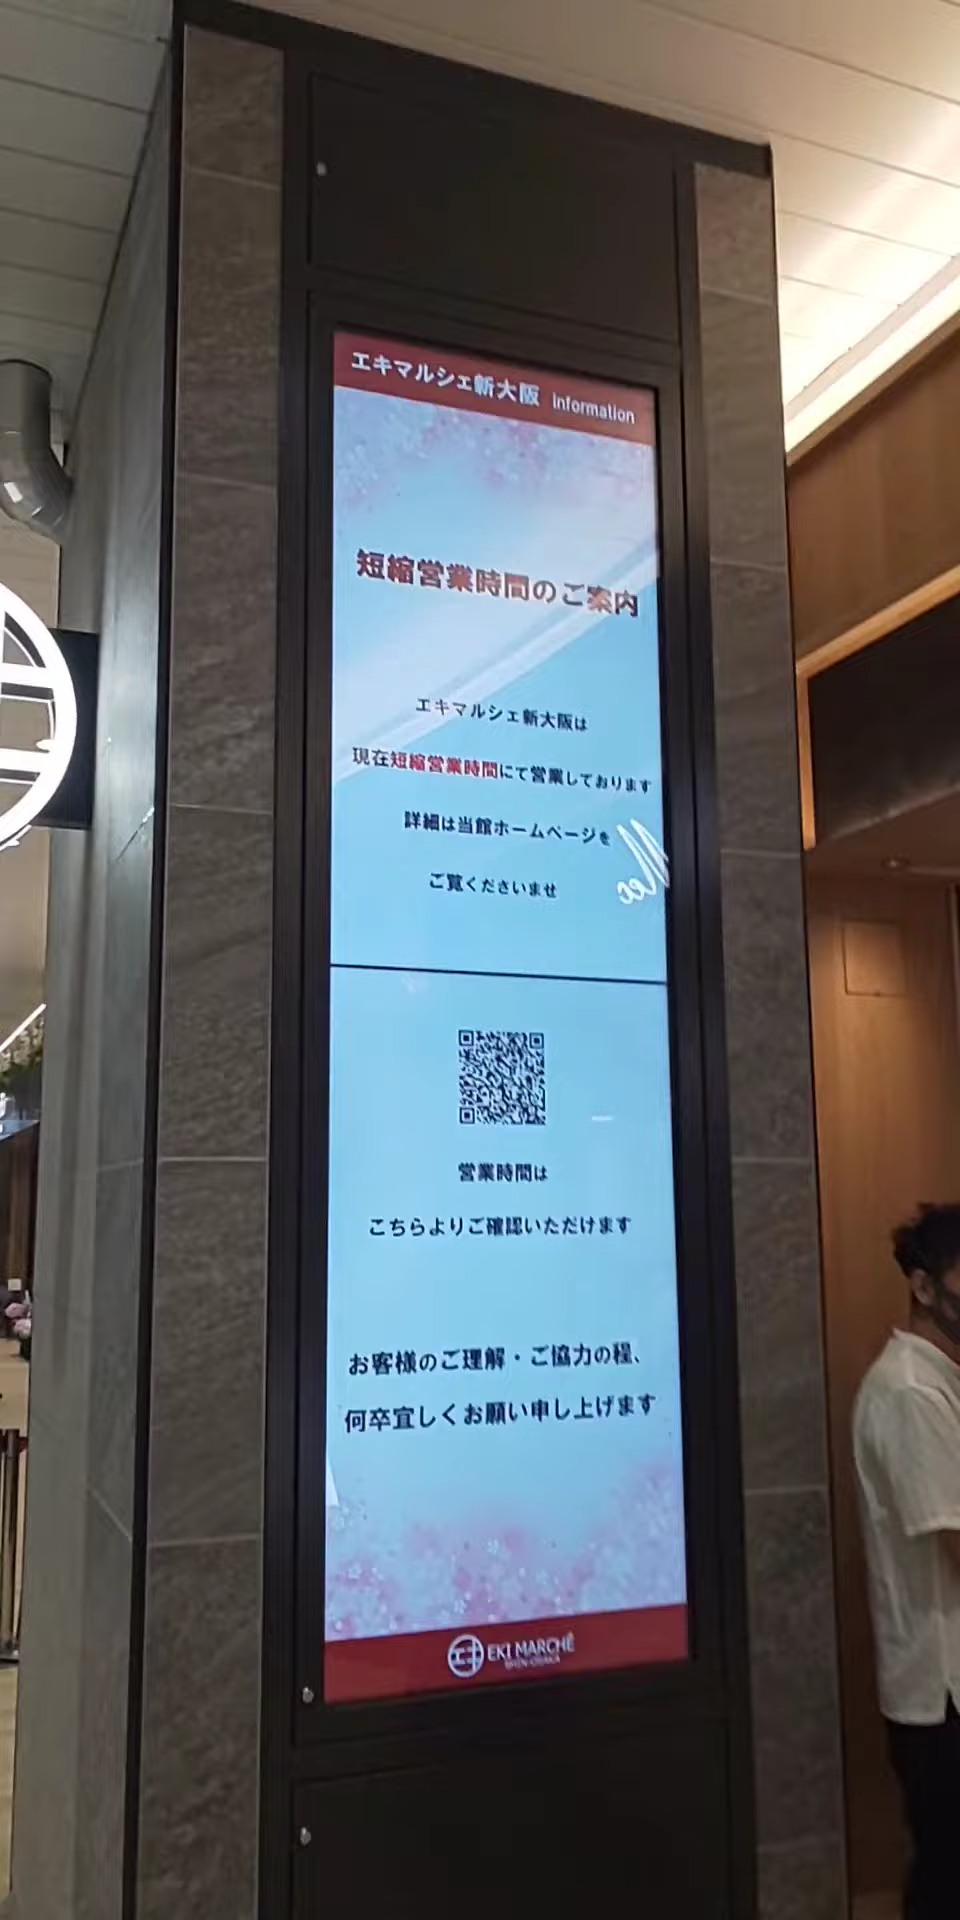 エキマルシェ新大阪 information
短縮営業時間のご案内
エキマルシェ新大阪は
現在短縮営業時間にて営業しております
詳細は当館ホームページを
ご覧くださいませ
営業時間は
こちらよりご確認いただけます
お客様のご理解・ご協力の程、
何卒宜しくお願い申し上げます
エキ EKI MARCHÉ
SHIN-OSAKA